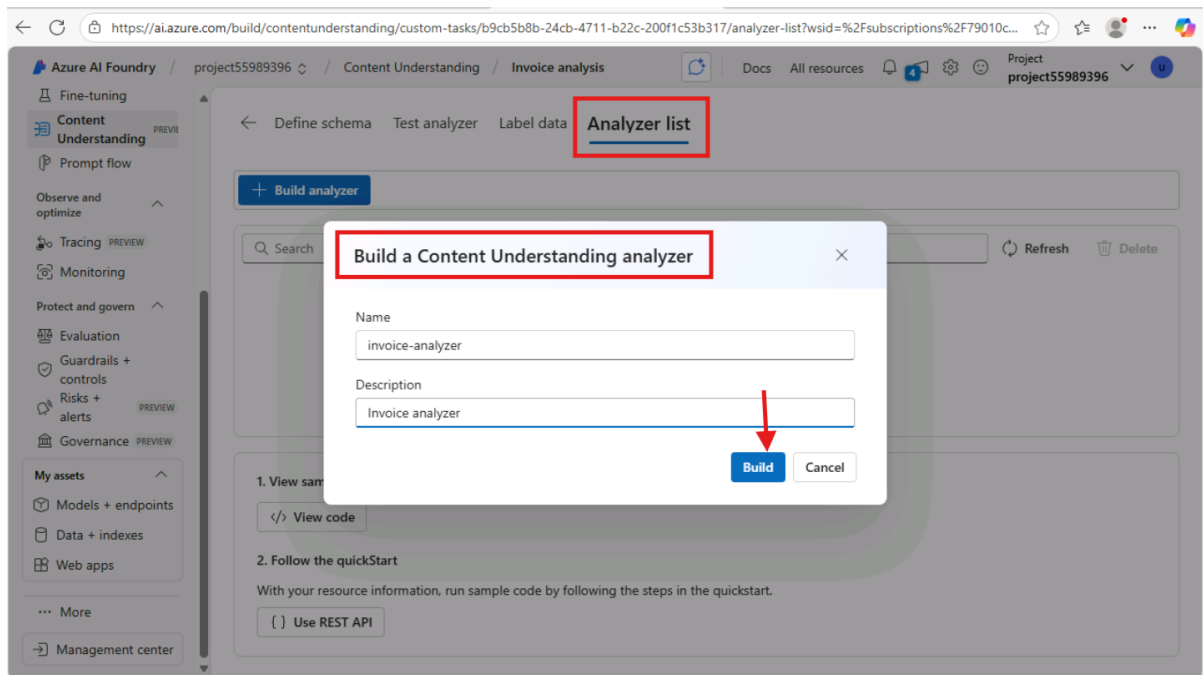 https://ai.azure.com/build/contentunderstanding/custom-tasks/b9cb5b8b-24cb-4711-b22c-200f1c53b317/analyzer-list?wsid=%2Fsubscriptions%2F79010c...
Azure AI Foundry / project55989396 / Content Understanding / Invoice analysis
Docs All resources 4
Project
project55989396
U
Fine-tuning
Content
Understanding PREVIE
Prompt flow
Observe and
optimize
Tracing PREVIEW
Monitoring
Protect and govern
Evaluation
Guardrails +
controls
Risks +
alerts PREVIEW
Governance PREVIEW
My assets
Models + endpoints
Data + indexes
Web apps
... More
Management center
Define schema Test analyzer Label data Analyzer list
+ Build analyzer
Search Refresh Delete
Build a Content Understanding analyzer
Name
invoice-analyzer
Description
Invoice analyzer
Build Cancel
1. View sam
</> View code
2. Follow the quickStart
With your resource information, run sample code by following the steps in the quickstart.
{ } Use REST API